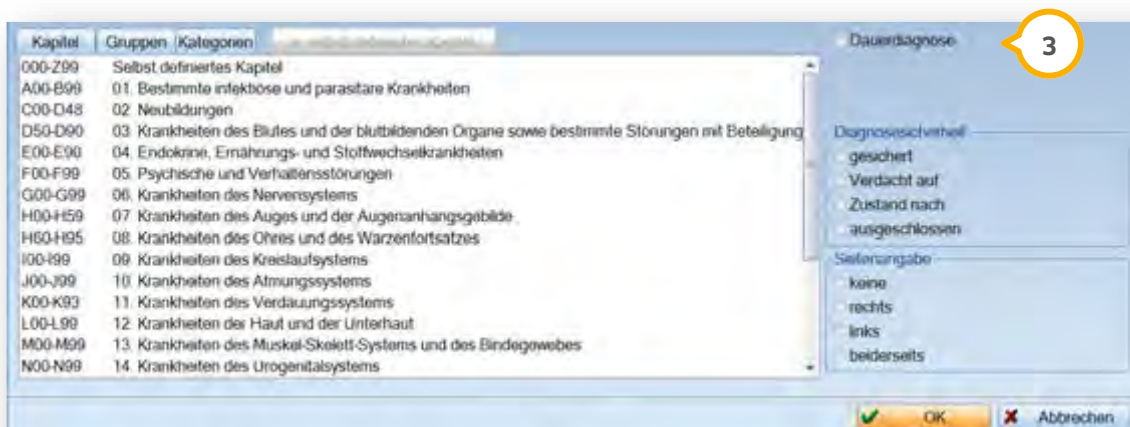 Kapitel Gruppen Kategorien
Dauerdiagnose
3
000-Z99 Selbst definiertes Kapitel
A00-B99 01. Bestimmte infektiöse und parasitäre Krankheiten
C00-D48 02. Neubildungen
D50-D90 03. Krankheiten des Blutes und der blutbildenden Organe sowie bestimmte Störungen mit Beteiligung
E00-E90 04. Endokrine, Ernährungs- und Stoffwechselkrankheiten
F00-F99 05. Psychische und Verhaltensstörungen
G00-G99 06. Krankheiten des Nervensystems
H00-H59 07. Krankheiten des Auges und der Augenanhangsgebilde
H60-H95 08. Krankheiten des Ohres und des Warzenfortsatzes
I00-I99 09. Krankheiten des Kreislaufsystems
J00-J99 10. Krankheiten des Atmungssystems
K00-K93 11. Krankheiten des Verdauungssystems
L00-L99 12. Krankheiten der Haut und der Unterhaut
M00-M99 13. Krankheiten des Muskel-Skelett-Systems und des Bindegewebes
N00-N99 14. Krankheiten des Urogenitalsystems
Diagnosesicherheit
gesichert
Verdacht auf
Zustand nach
ausgeschlossen
Seitenangabe
keine
rechts
links
beiderseits
OK
Abbrechen